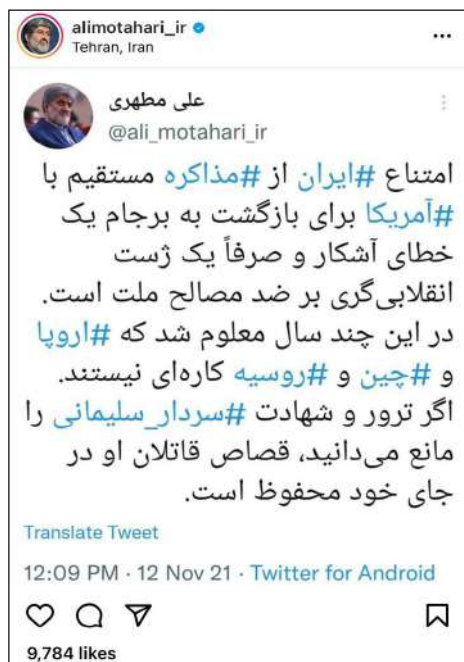 alimotahari_ir
Tehran, Iran
علی مطهری
@ali_motahari_ir
امتناع #ایران از #مذاکره مستقیم با
#آمریکا برای بازگشت به برجام یک
خطای آشکار و صرفاً یک ژست
انقلابی‌گری بر ضد مصالح ملت است.
در این چند سال معلوم شد که #اروپا
و #چین و #روسیه کاره‌ای نیستند.
اگر ترور و شهادت #سردار_سلیمانی را
مانع می‌دانید، قصاص قاتلان او در
جای خود محفوظ است.
Translate Tweet
12:09 PM · 12 Nov 21 · Twitter for Android
9,784 likes